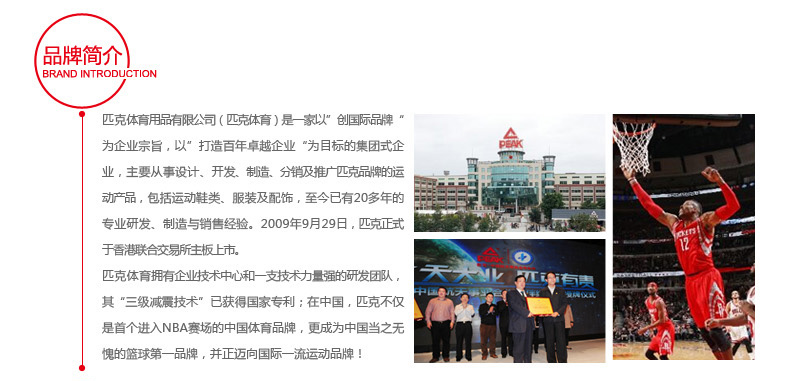 品牌简介
BRAND INTRODUCTION
匹克体育用品有限公司（匹克体育）是一家以”创国际品牌“
为企业宗旨，以”打造百年卓越企业“为目标的集团式企
业，主要从事设计、开发、制造、分销及推广匹克品牌的运
动产品，包括运动鞋类、服装及配饰，至今已有20多年的
专业研发、制造与销售经验。2009年9月29日，匹克正式
于香港联合交易所主板上市。
匹克体育拥有企业技术中心和一支技术力量强的研发团队，
其“三级减震技术”已获得国家专利；在中国，匹克不仅
是首个进入NBA赛场的中国体育品牌，更成为中国当之无
愧的篮球第一品牌，并正迈向国际一流运动品牌！
PEAK
ROCKETS
12